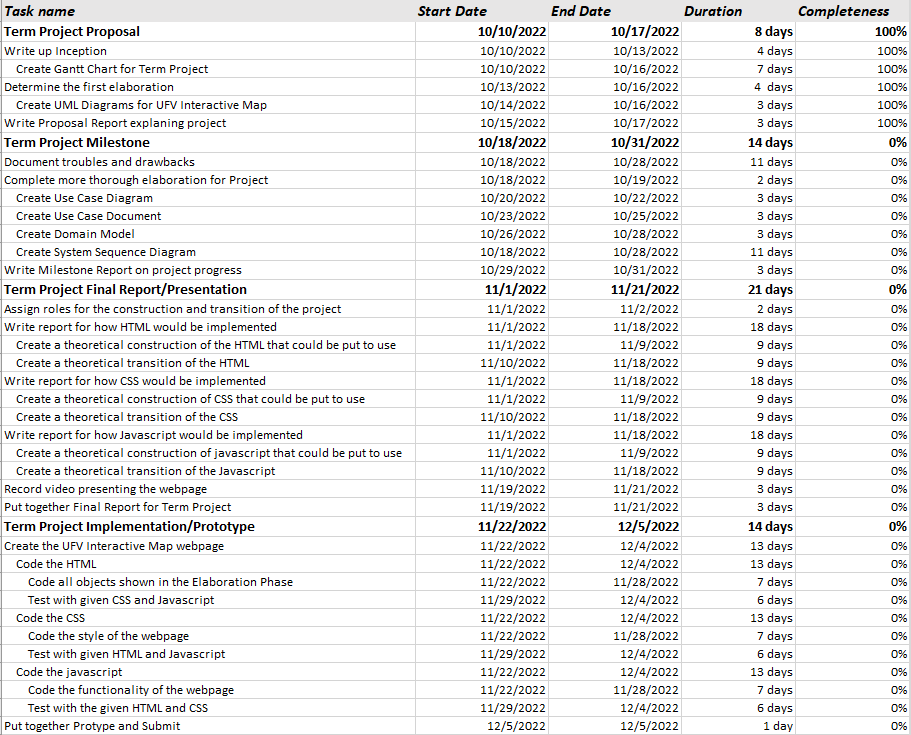 Task name Start Date End Date Duration Completeness
Term Project Proposal 10/10/2022 10/17/2022 8 days 100%
Write up Inception 10/10/2022 10/13/2022 4 days 100%
Create Gantt Chart for Term Project 10/10/2022 10/16/2022 7 days 100%
Determine the first elaboration 10/13/2022 10/16/2022 4 days 100%
Create UML Diagrams for UFV Interactive Map 10/14/2022 10/16/2022 3 days 100%
Write Proposal Report explaning project 10/15/2022 10/17/2022 3 days 100%
Term Project Milestone 10/18/2022 10/31/2022 14 days 0%
Document troubles and drawbacks 10/18/2022 10/28/2022 11 days 0%
Complete more thorough elaboration for Project 10/18/2022 10/19/2022 2 days 0%
Create Use Case Diagram 10/20/2022 10/22/2022 3 days 0%
Create Use Case Document 10/23/2022 10/25/2022 3 days 0%
Create Domain Model 10/26/2022 10/28/2022 3 days 0%
Create System Sequence Diagram 10/18/2022 10/28/2022 11 days 0%
Write Milestone Report on project progress 10/29/2022 10/31/2022 3 days 0%
Term Project Final Report/Presentation 11/1/2022 11/21/2022 21 days 0%
Assign roles for the construction and transition of the project 11/1/2022 11/2/2022 2 days 0%
Write report for how HTML would be implemented 11/1/2022 11/18/2022 18 days 0%
Create a theoretical construction of the HTML that could be put to use 11/1/2022 11/9/2022 9 days 0%
Create a theoretical transition of the HTML 11/10/2022 11/18/2022 9 days 0%
Write report for how CSS would be implemented 11/1/2022 11/18/2022 18 days 0%
Create a theoretical construction of CSS that could be put to use 11/1/2022 11/9/2022 9 days 0%
Create a theoretical transition of the CSS 11/10/2022 11/18/2022 9 days 0%
Write report for how Javascript would be implemented 11/1/2022 11/18/2022 18 days 0%
Create a theoretical construction of javascript that could be put to use 11/1/2022 11/9/2022 9 days 0%
Create a theoretical transition of the Javascript 11/10/2022 11/18/2022 9 days 0%
Record video presenting the webpage 11/19/2022 11/21/2022 3 days 0%
Put together Final Report for Term Project 11/19/2022 11/21/2022 3 days 0%
Term Project Implementation/Prototype 11/22/2022 12/5/2022 14 days 0%
Create the UFV Interactive Map webpage 11/22/2022 12/4/2022 13 days 0%
Code the HTML 11/22/2022 12/4/2022 13 days 0%
Code all objects shown in the Elaboration Phase 11/22/2022 11/28/2022 7 days 0%
Test with given CSS and Javascript 11/29/2022 12/4/2022 6 days 0%
Code the CSS 11/22/2022 12/4/2022 13 days 0%
Code the style of the webpage 11/22/2022 11/28/2022 7 days 0%
Test with given HTML and Javascript 11/29/2022 12/4/2022 6 days 0%
Code the javascript 11/22/2022 12/4/2022 13 days 0%
Code the functionality of the webpage 11/22/2022 11/28/2022 7 days 0%
Test with the given HTML and CSS 11/29/2022 12/4/2022 6 days 0%
Put together Protype and Submit 12/5/2022 12/5/2022 1 day 0%